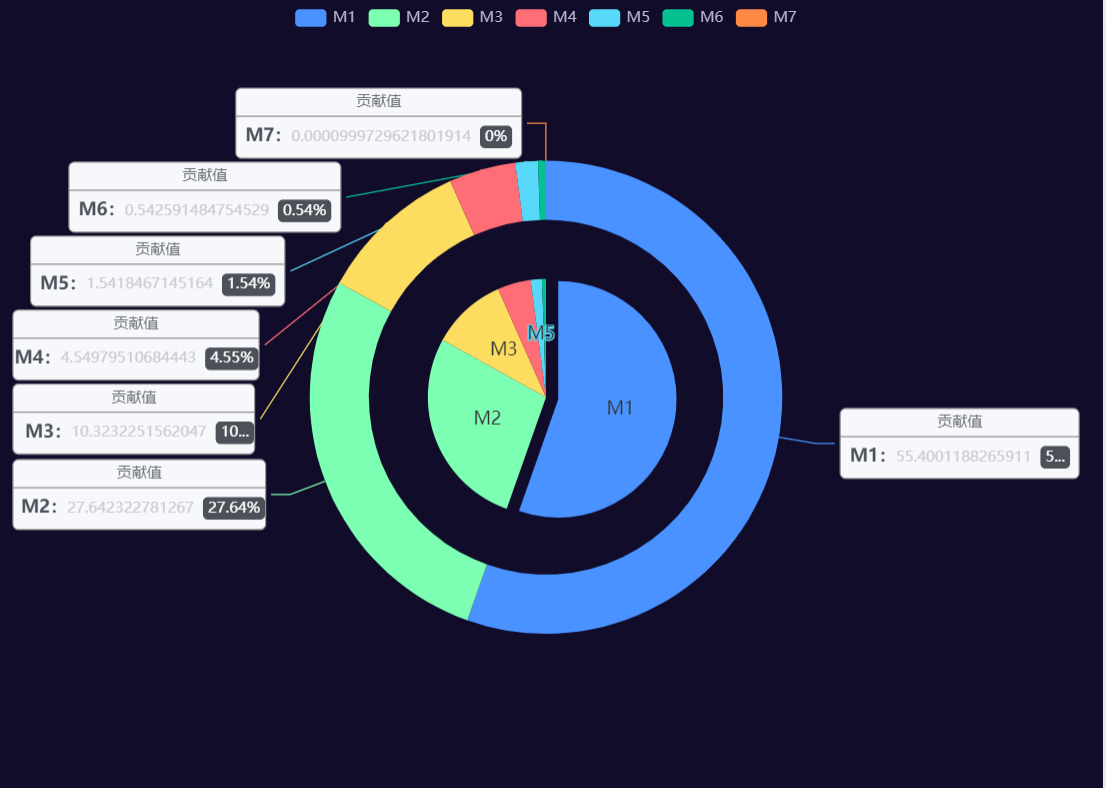 M1 M2 M3 M4 M5 M6 M7
贡献值
M7: 0.0000999729621801914 0%
贡献值
M6: 0.542591484754529 0.54%
贡献值
M5: 1.5418467145164 1.54%
贡献值
M4: 4.54979510684443 4.55%
贡献值
M3: 10.3232251562047 10...
贡献值
M2: 27.642322781267 27.64%
M5
M3
M1
M2
贡献值
M1: 55.4001188265911 5...